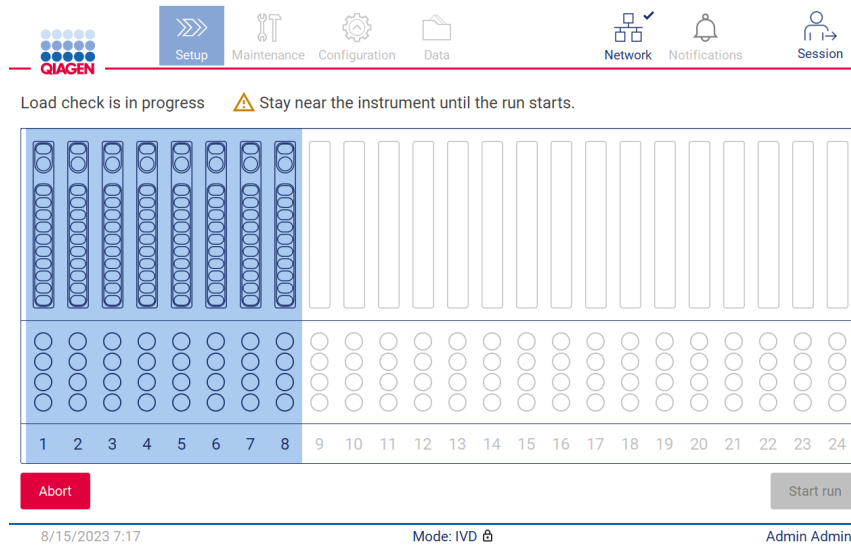 Setup Maintenance Configuration Data Network Notifications Session
QIAGEN
Load check is in progress Stay near the instrument until the run starts.
1 2 3 4 5 6 7 8 9 10 11 12 13 14 15 16 17 18 19 20 21 22 23 24
Abort Start run
8/15/2023 7:17 Mode: IVD Admin Admin